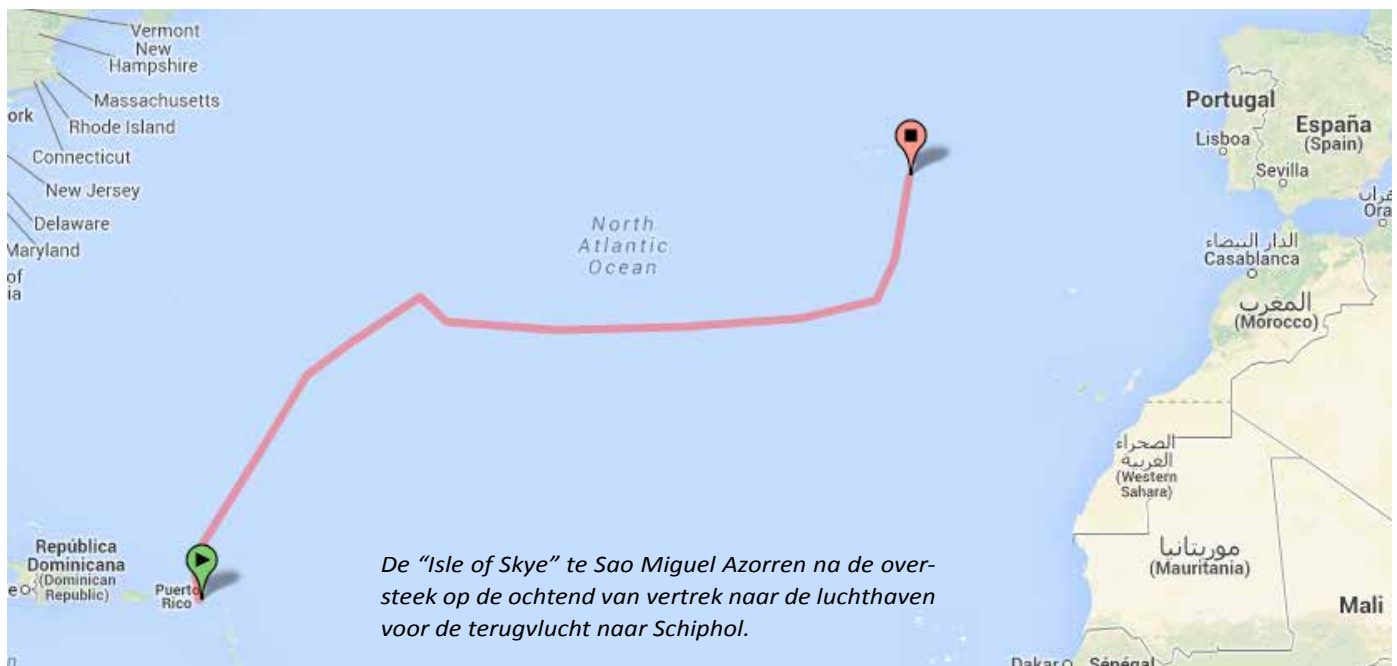 Vermont
New
Hampshire
Massachusetts
ork
Rhode Island
Connecticut
New Jersey
Delaware
Maryland
of
ia
North
Atlantic
Ocean
Portugal
Lisboa
España
(Spain)
Sevilla
هران
Ora
الدار البيضاء
Casablanca
المغرب
(Morocco)
الصحراء
الغربية
(Western
Sahara)
موريتانيا
(Mauritania)
Mali
Dakar
Sénégal
República
Dominicana
(Dominican
Republic)
e
Puerto
Rico
n
De “Isle of Skye” te Sao Miguel Azorren na de over-
steek op de ochtend van vertrek naar de luchthaven
voor de terugvlucht naar Schiphol.